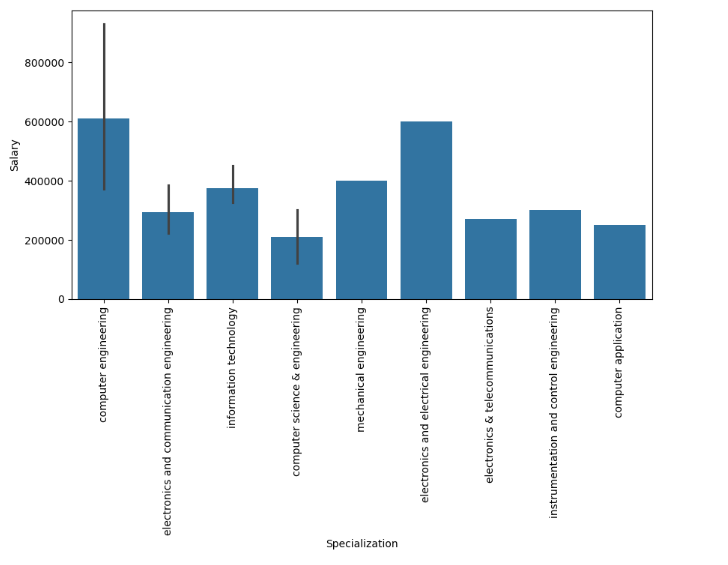 800000
600000
400000
200000
0
Salary
computer engineering
electronics and communication engineering
information technology
computer science & engineering
mechanical engineering
electronics and electrical engineering
electronics & telecommunications
instrumentation and control engineering
computer application
Specialization